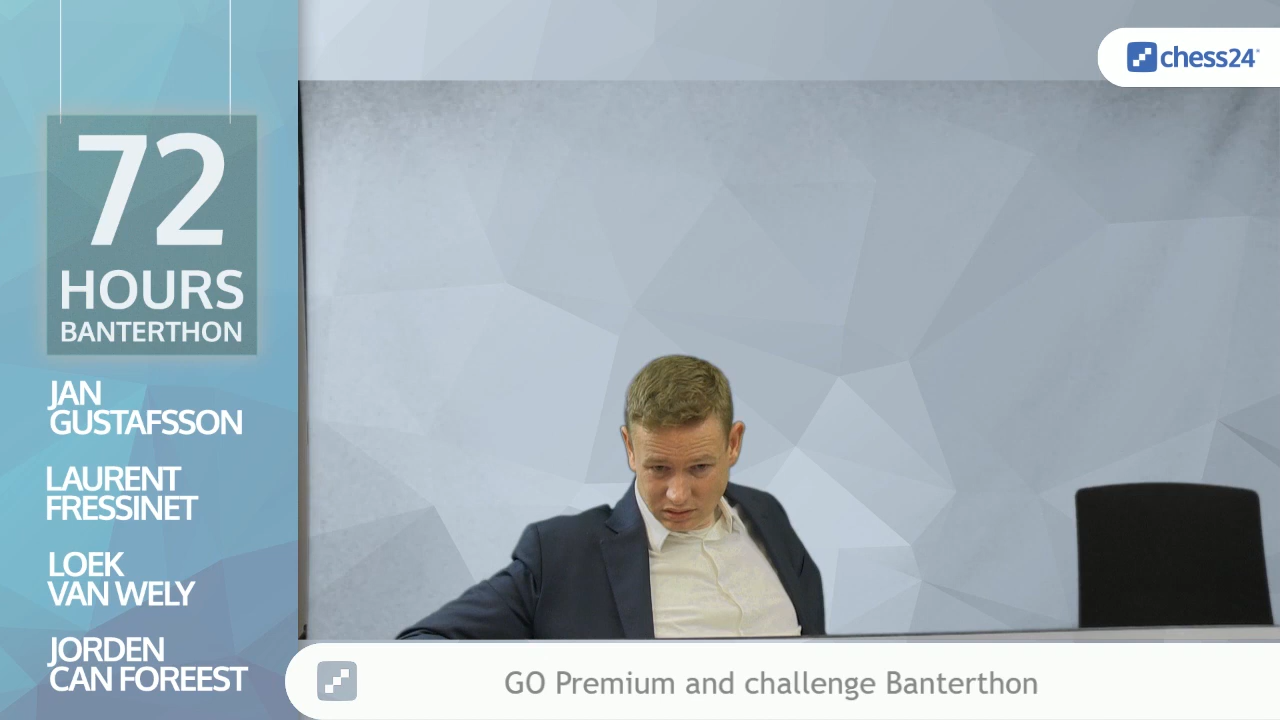 chess24
72
HOURS
BANTERTHON
JAN
GUSTAFSSON
LAURENT
FRESSINET
LOEK
VAN WELY
JORDEN
CAN FOREEST
GO Premium and challenge Banterthon